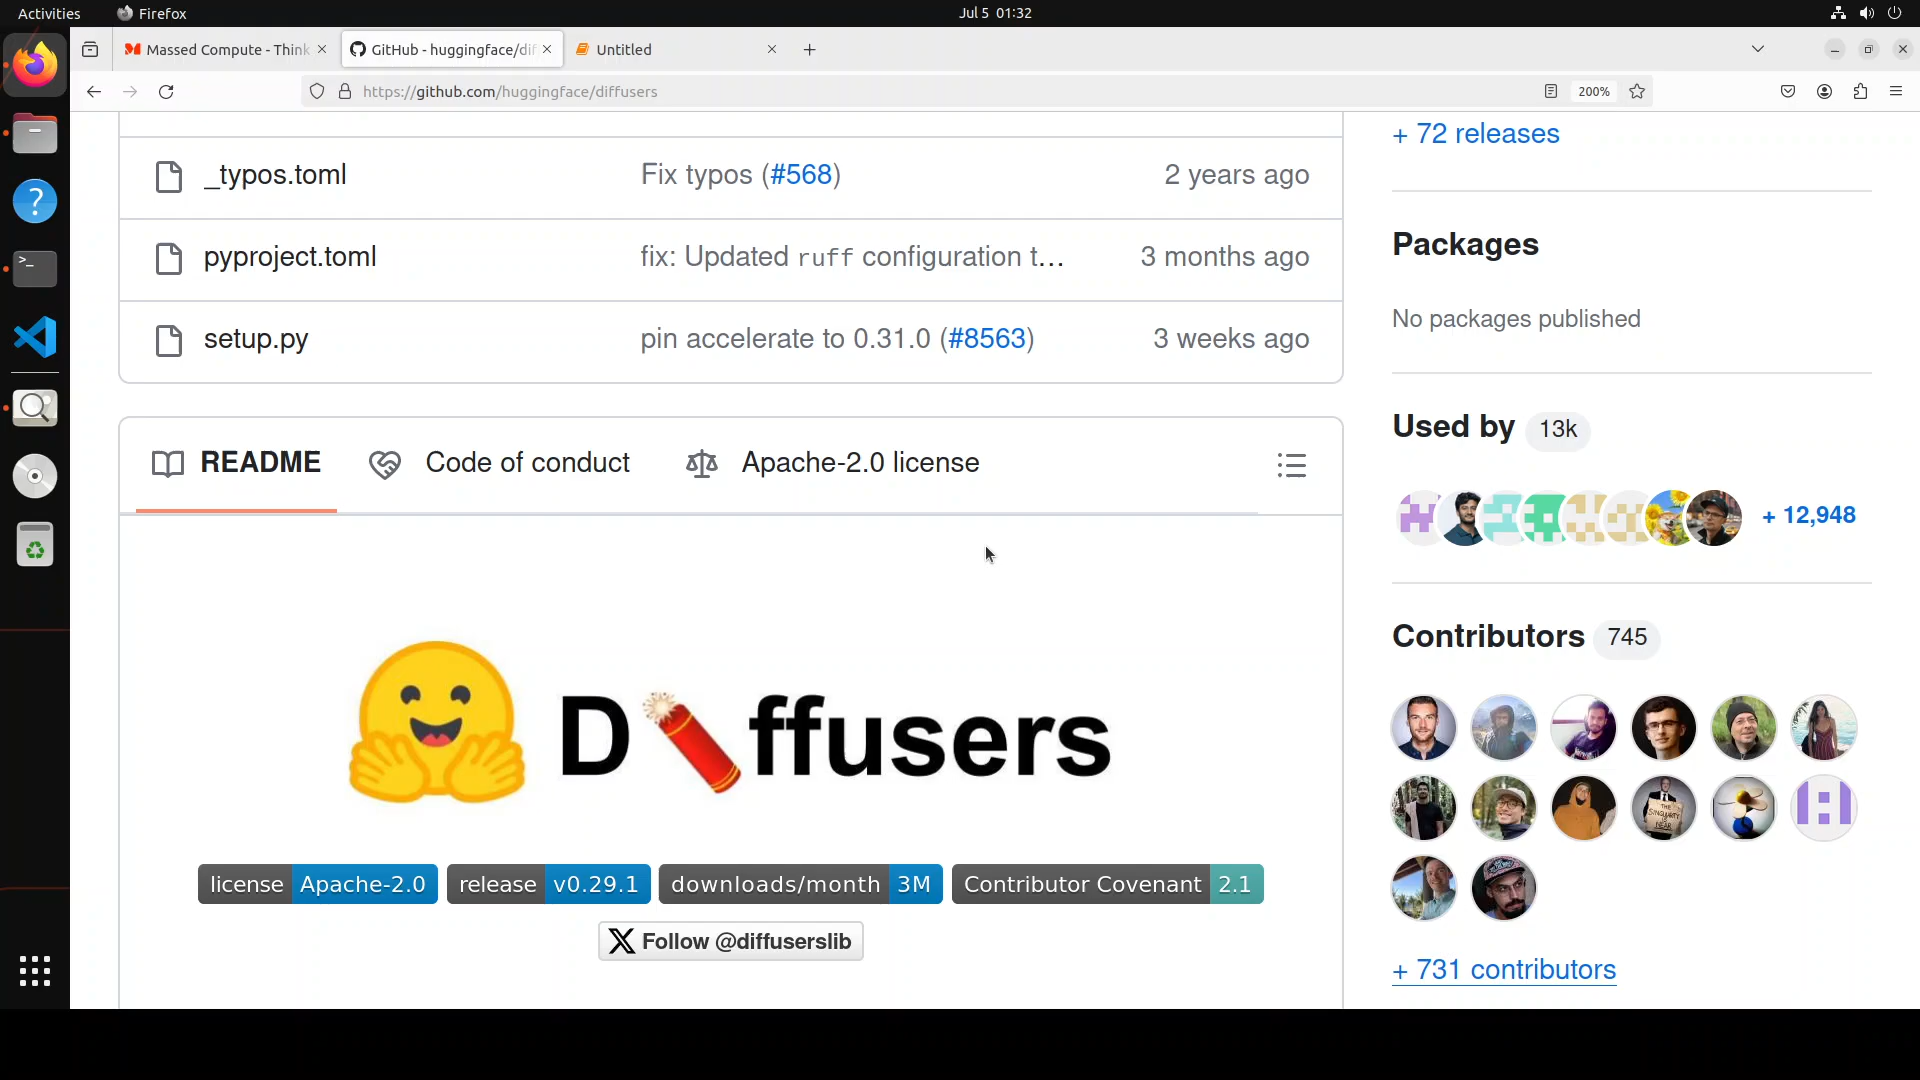 Activities
Firefox
Jul 5 01:32
Massed Compute - Think
GitHub - huggingface/dif
Untitled
https://github.com/huggingface/diffusers
200%
_typos.toml
Fix typos (#568)
2 years ago
pyproject.toml
fix: Updated ruff configuration t...
3 months ago
setup.py
pin accelerate to 0.31.0 (#8563)
3 weeks ago
README
Code of conduct
Apache-2.0 license
D ffusers
license Apache-2.0
release v0.29.1
downloads/month 3M
Contributor Covenant 2.1
Follow @diffuserslib
+ 72 releases
Packages
No packages published
Used by 13k
+ 12,948
Contributors 745
THE
SINGULARITY
IS
NEAR
+ 731 contributors